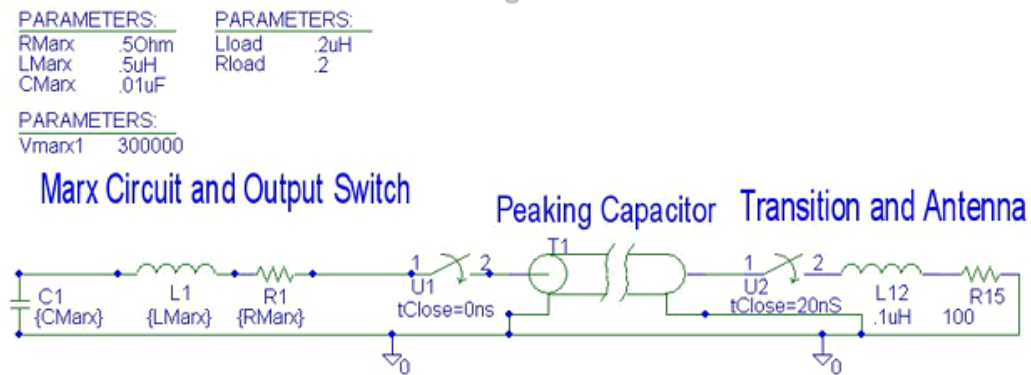 PARAMETERS: PARAMETERS:
RMarx .5Ohm Lload .2uH
LMarx .5uH Rload .2
CMarx .01uF
PARAMETERS:
Vmarx1 300000
Marx Circuit and Output Switch
Peaking Capacitor Transition and Antenna
T1
1 2 1 2
C1 L1 R1 U1 U2 L12 R15
{CMarx} {LMarx} {RMarx} tClose=0ns tClose=20nS .1uH 100
0 0